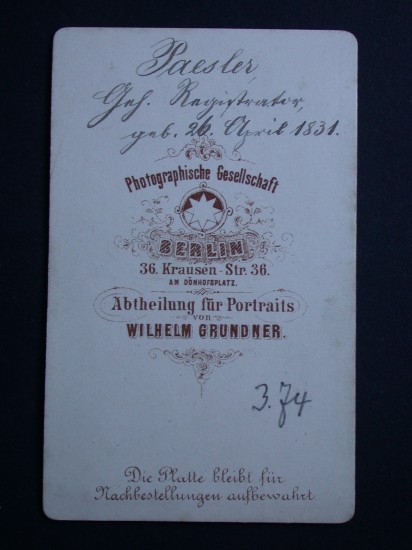 Paesler,
Geh. Registrator,
geb. 26. April 1831.
Photographische Gesellschaft
BERLIN
36. Krausen-Str. 36.
AM DÖNHOFSPLATZ.
Abtheilung für Portraits
von
WILHELM GRUNDNER.
3.74
Die Platte bleibt für
Nachbestellungen aufbewahrt